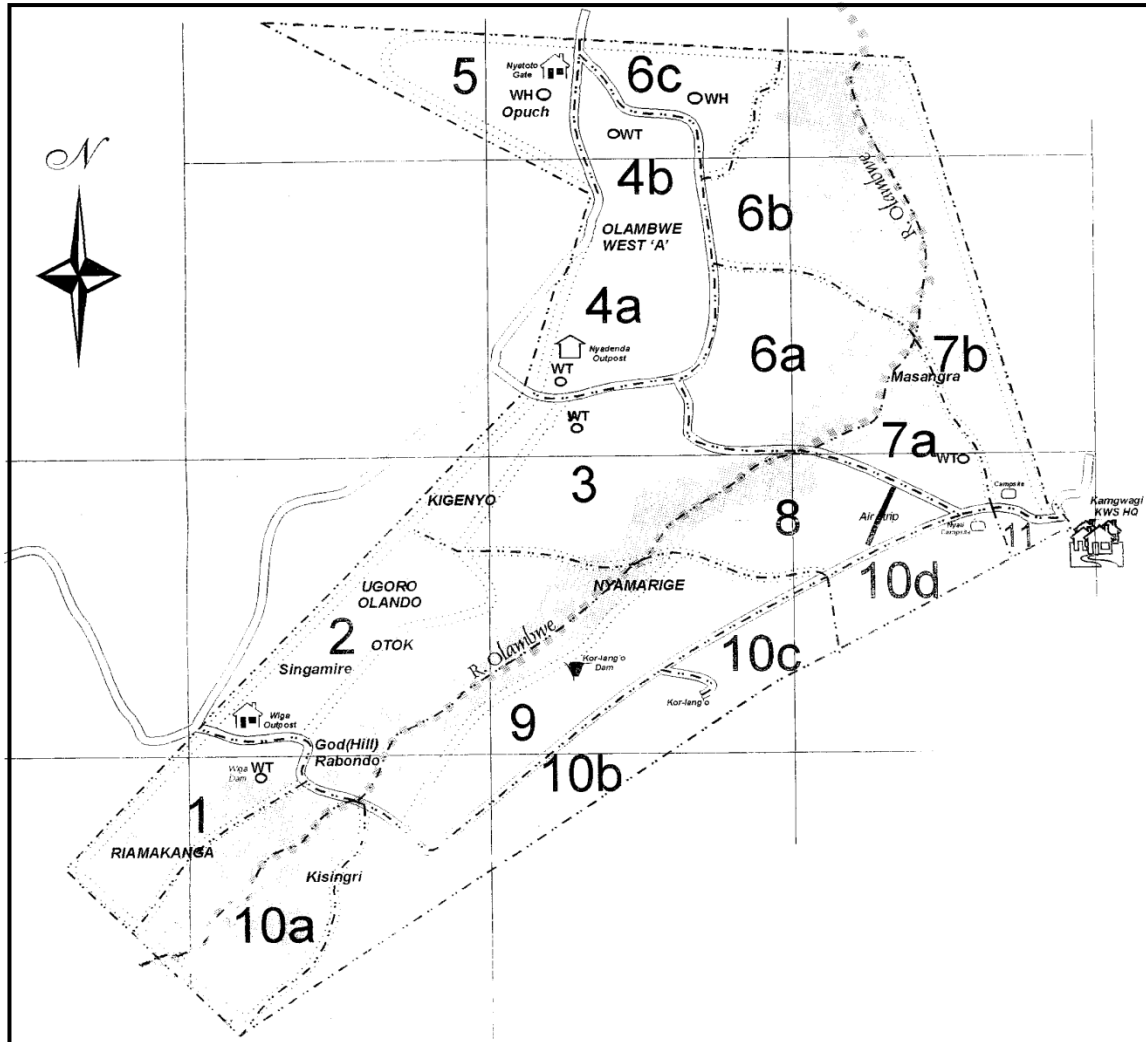 5
Nyatoto
Gate
WH
Opuch
6c
WH
WT
N
4b
R. Olambwe
6b
OLAMBWE
WEST 'A'
4a
Nyadenda
Outpost
WT
6a
7b
Masangra
WT
7a
WT
3
KIGENYO
Campsite
Kamgwagi
KWS HQ
8
Air strip
Nyau
Campsite
11
10d
UGORO
OLANDO
NYAMARIGE
2
OTOK
Singamire
R. Olambwe
Kor-lang'o
Dam
10c
Kor-lang'o
Wiga
Outpost
9
God(Hill)
Rabondo
Wiga
Dam
WT
10b
1
RIAMAKANGA
Kisingri
10a